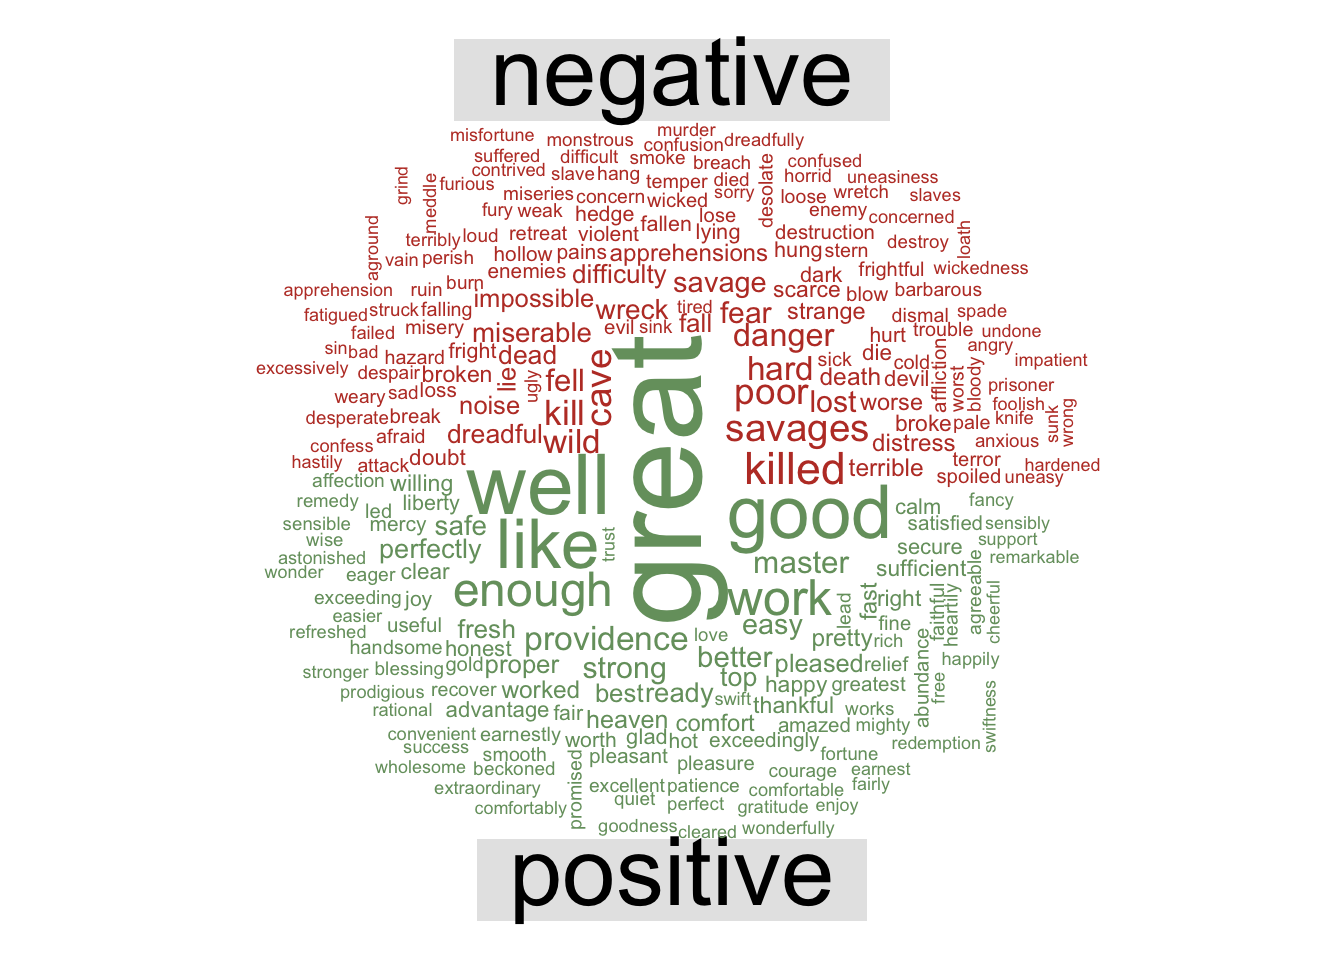 negative
murder
misfortune monstrous confusion dreadfully
suffered difficult smoke breach confused
grind contrived slave hang temper died horrid uneasiness
meddle furious miseries concern wicked sorry desolate loose wretch slaves
fury weak hedge fallen lose enemy concerned
aground terribly loud retreat violent lying destruction destroy loath
vain perish hollow pains apprehensions hung stern
enemies difficulty savage dark frightful wickedness
apprehension ruin burn impossible scarce blow barbarous
fatigued struck falling wreck tired fear strange dismal spade
failed misery miserable evil sink fall danger hurt trouble undone
sin bad hazard fright dead cave hard sick die cold angry impatient
excessively despair broken lie ugly fell poor death devil affliction worst bloody prisoner
weary sad loss noise kill lost worse foolish
desperate break savages broke pale knife sunk wrong
confess afraid dreadful wild distress anxious
hastily attack doubt killed terrible terror hardened
spoiled uneasy
great
affection willing well good fancy
remedy led liberty calm
sensible mercy safe like trust satisfied sensibly
wise perfectly secure support
astonished master sufficient remarkable
wonder eager clear enough work fast right agreeable
exceeding joy lead faithful heartily cheerful
easier useful fresh easy fine
refreshed providence love pretty rich
handsome honest better pleased relief happily
stronger blessing gold proper strong top happy greatest abundance free
prodigious recover worked best ready swift thankful works swiftness
rational advantage fair heaven comfort amazed mighty
convenient earnestly worth glad hot exceedingly redemption
success smooth pleasant pleasure fortune
wholesome beckoned promised courage earnest
extraordinary excellent patience comfortable fairly
comfortably quiet perfect gratitude enjoy
goodness cleared wonderfully
positive